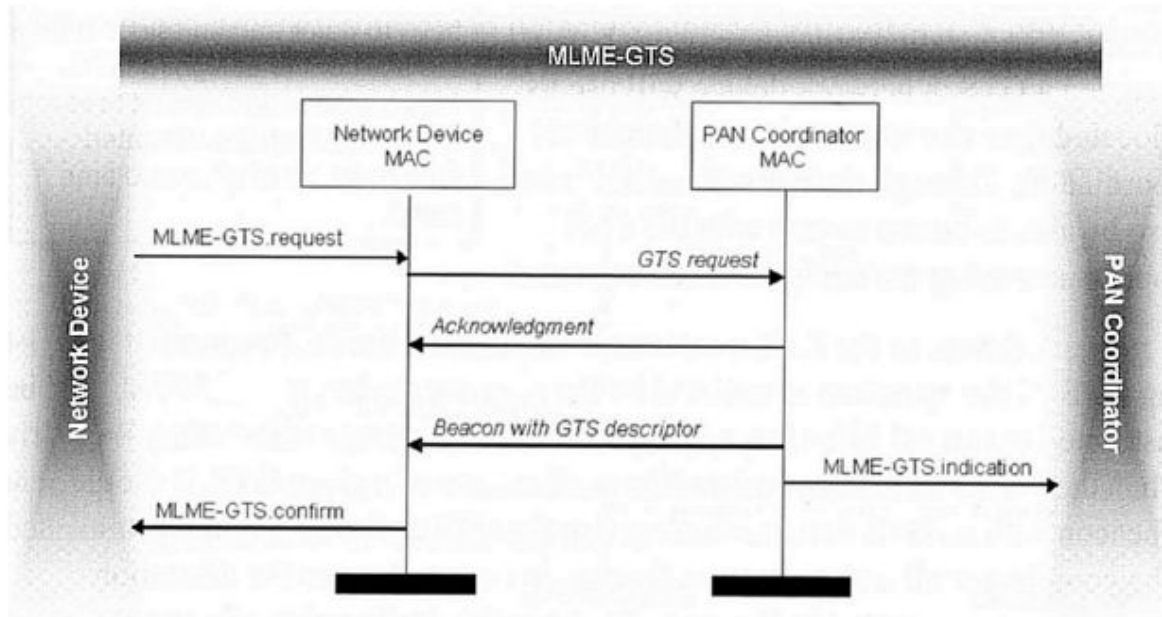 MLME-GTS
Network Device
MAC
PAN Coordinator
MAC
MLME-GTS.request
GTS request
Acknowledgment
Beacon with GTS descriptor
MLME-GTS.indication
MLME-GTS.confirm
Network Device
PAN Coordinator